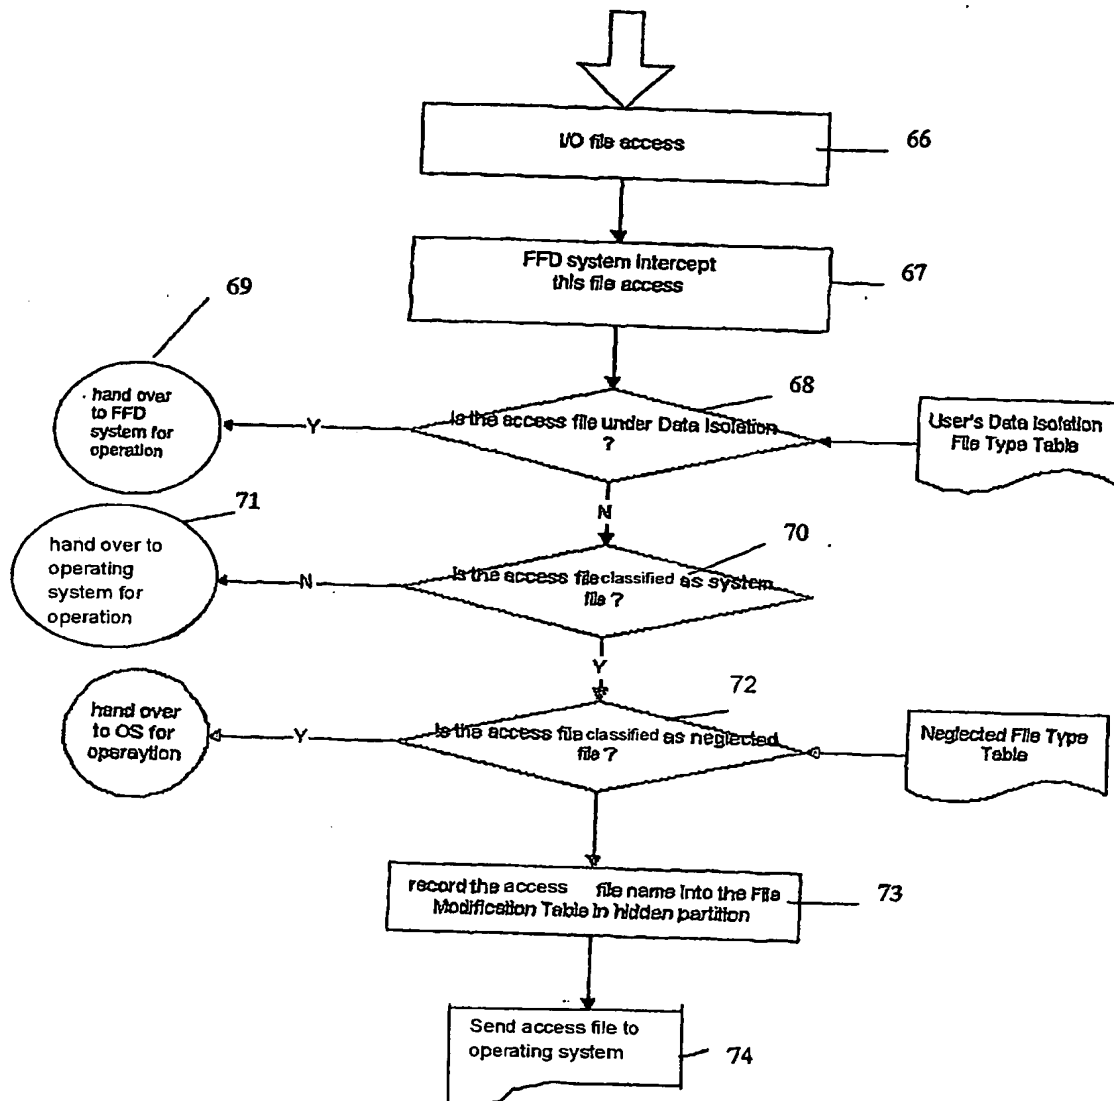 I/O file access
66
FFD system intercept
this file access
67
69
hand over
to FFD
system for
operation
Y
68
Is the access file under Data Isolation
?
User's Data Isolation
File Type Table
N
71
hand over to
operating
system for
operation
N
70
Is the access file classified as system
file ?
Y
hand over
to OS for
operaytion
Y
72
Is the access file classified as neglected
file ?
Neglected File Type
Table
record the access file name into the File
Modification Table in hidden partition
73
Send access file to
operating system
74